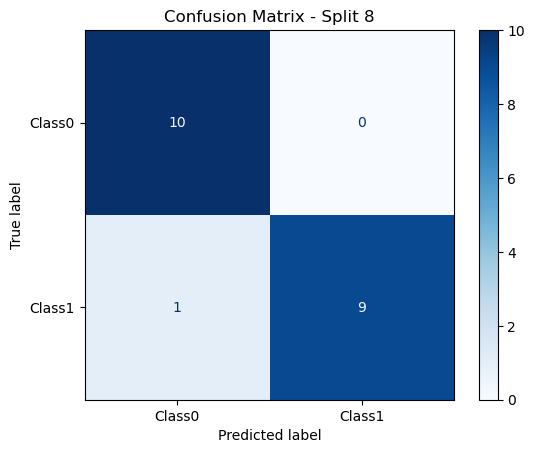 Confusion Matrix - Split 8
True label
Class0
10
0
Class1
1
9
Class0
Class1
Predicted label
10
8
6
4
2
0